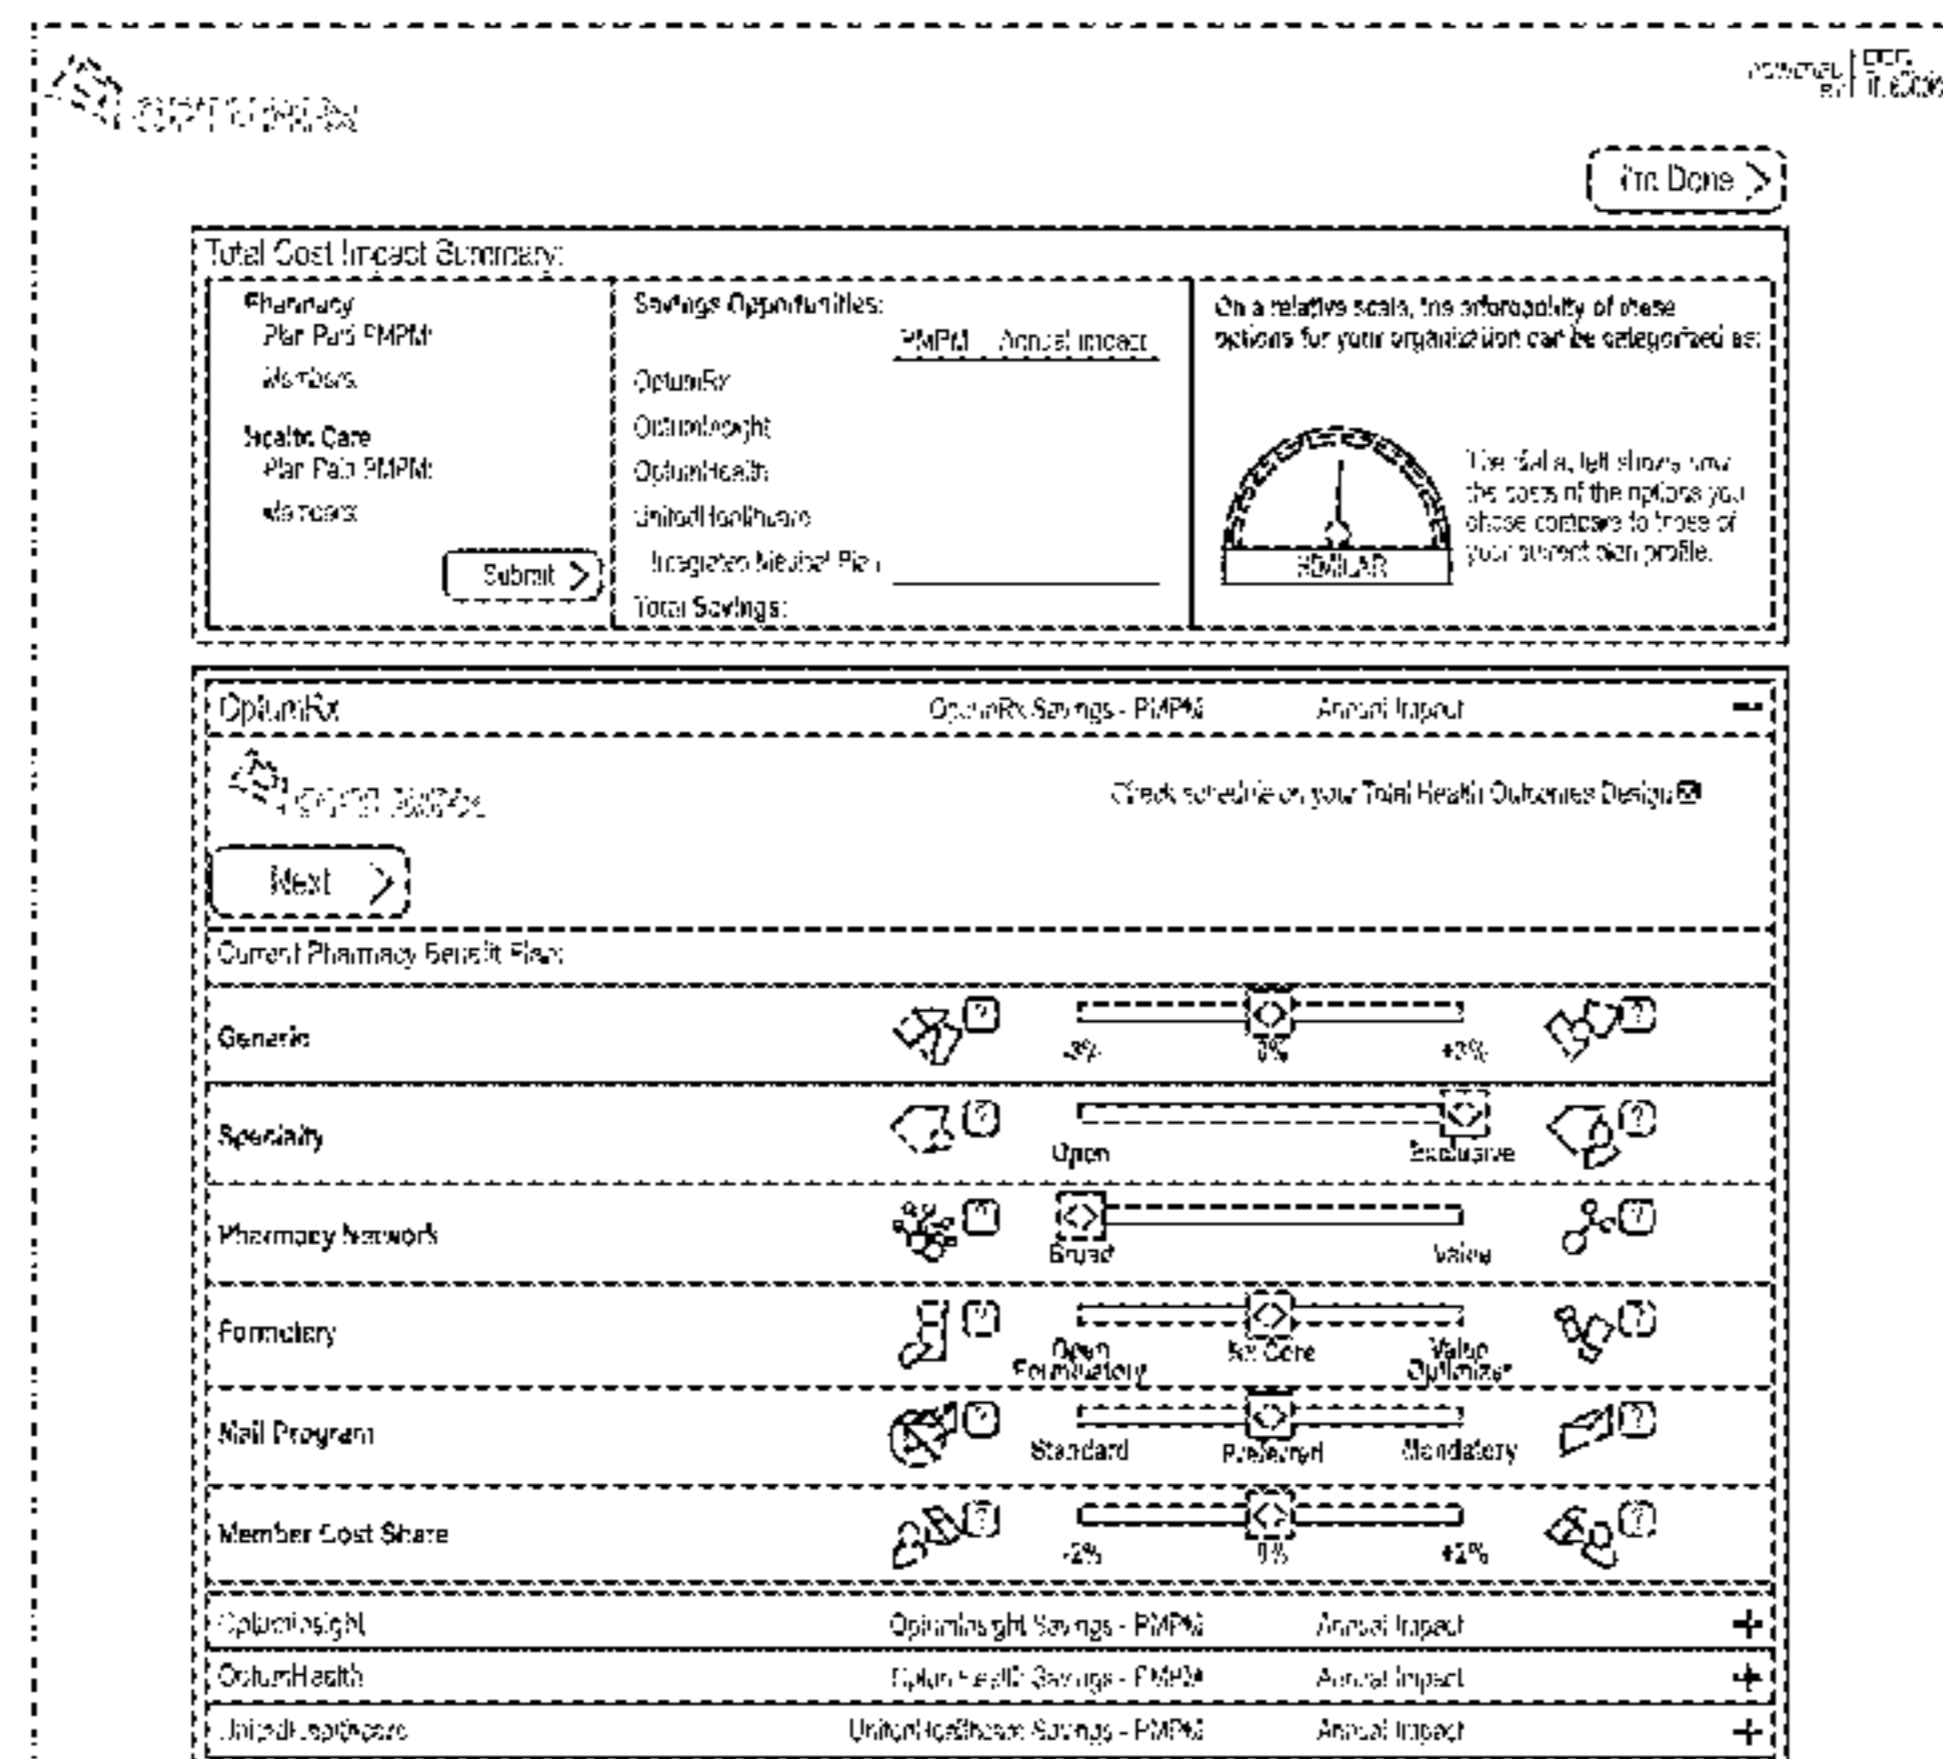 OPTUMRx
POWERED BY
I'm Done
Total Cost Impact Summary:
Pharmacy
Plan Paid PMPM:
Members:
Health Care
Plan Paid PMPM:
Members:
Submit
Savings Opportunities:
PMPM Annual Impact
OptumRx
OptumInsight
OptumHealth
UnitedHealthcare
Integrated Medical Plan
Total Savings:
On a relative scale, the affordability of these
options for your organization can be categorized as:
SIMILAR
The dial at left shows how
the costs of the options you
chose compare to those of
your current plan profile.
OptumRx OptumRx Savings - PMPM Annual Impact
Check schedule on your Total Health Outcomes Design
Next
Current Pharmacy Benefit Plan:
Generic ? -3% 0% +3% ?
Specialty ? Open Exclusive ?
Pharmacy Network ? Broad Value ?
Formulary ? Open Rx Core Value ?
Formulatory Optimizer
Mail Program ? Standard Preferred Mandatory ?
Member Cost Share ? -2% 0% +2% ?
OptumInsight OptumInsight Savings - PMPM Annual Impact
OptumHealth OptumHealth Savings - PMPM Annual Impact
UnitedHealthcare UnitedHealthcare Savings - PMPM Annual Impact